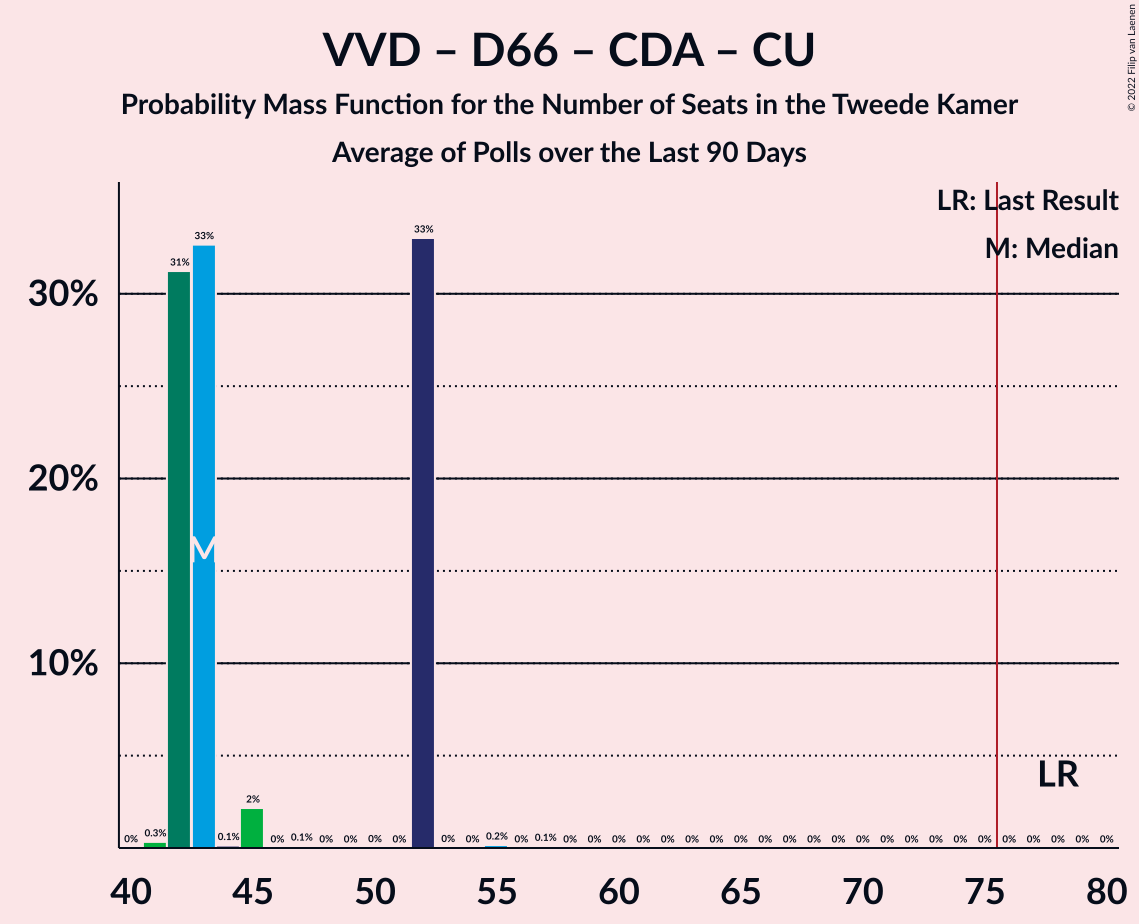 VVD – D66 – CDA – CU
Probability Mass Function for the Number of Seats in the Tweede Kamer
Average of Polls over the Last 90 Days
© 2022 Filip van Laenen
LR: Last Result
M: Median
30%
20%
10%
0% 0.3% 31% 33% 0.1% 2% 0% 0.1% 0% 0% 0% 0% 33% 0% 0% 0.2% 0% 0.1% 0% 0% 0% 0% 0% 0% 0% 0% 0% 0% 0% 0% 0% 0% 0% 0% 0% 0% 0% 0% 0% 0% 0%
M
LR
40 45 50 55 60 65 70 75 80